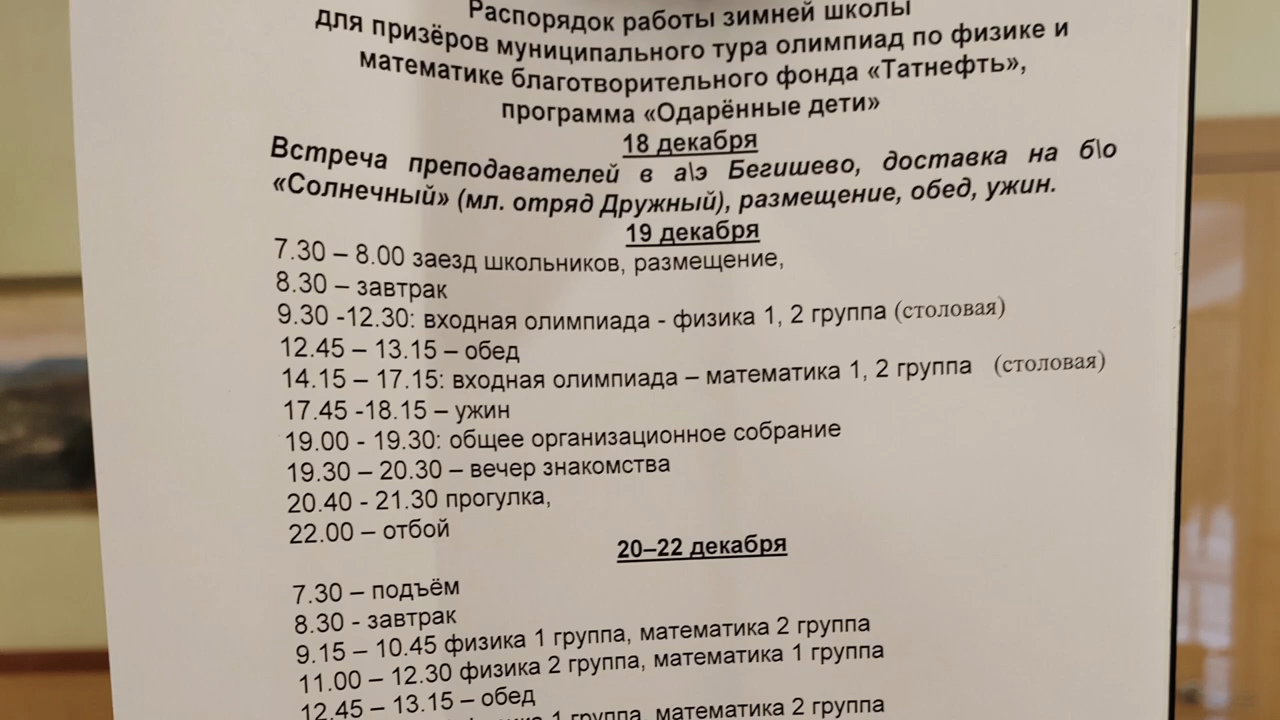 Распорядок работы зимней школы
для призёров муниципального тура олимпиад по физике и
математике благотворительного фонда «Татнефть»,
программа «Одарённые дети»
18 декабря
Встреча преподавателей в а\э Бегишево, доставка на б\о
«Солнечный» (мл. отряд Дружный), размещение, обед, ужин.
19 декабря
7.30 – 8.00 заезд школьников, размещение,
8.30 – завтрак
9.30 -12.30: входная олимпиада - физика 1, 2 группа (столовая)
12.45 – 13.15 – обед
14.15 – 17.15: входная олимпиада – математика 1, 2 группа (столовая)
17.45 -18.15 – ужин
19.00 - 19.30: общее организационное собрание
19.30 – 20.30 – вечер знакомства
20.40 - 21.30 прогулка,
22.00 – отбой
20–22 декабря
7.30 – подъём
8.30 - завтрак
9.15 – 10.45 физика 1 группа, математика 2 группа
11.00 – 12.30 физика 2 группа, математика 1 группа
12.45 – 13.15 – обед
физика 1 группа, математика 2 группа